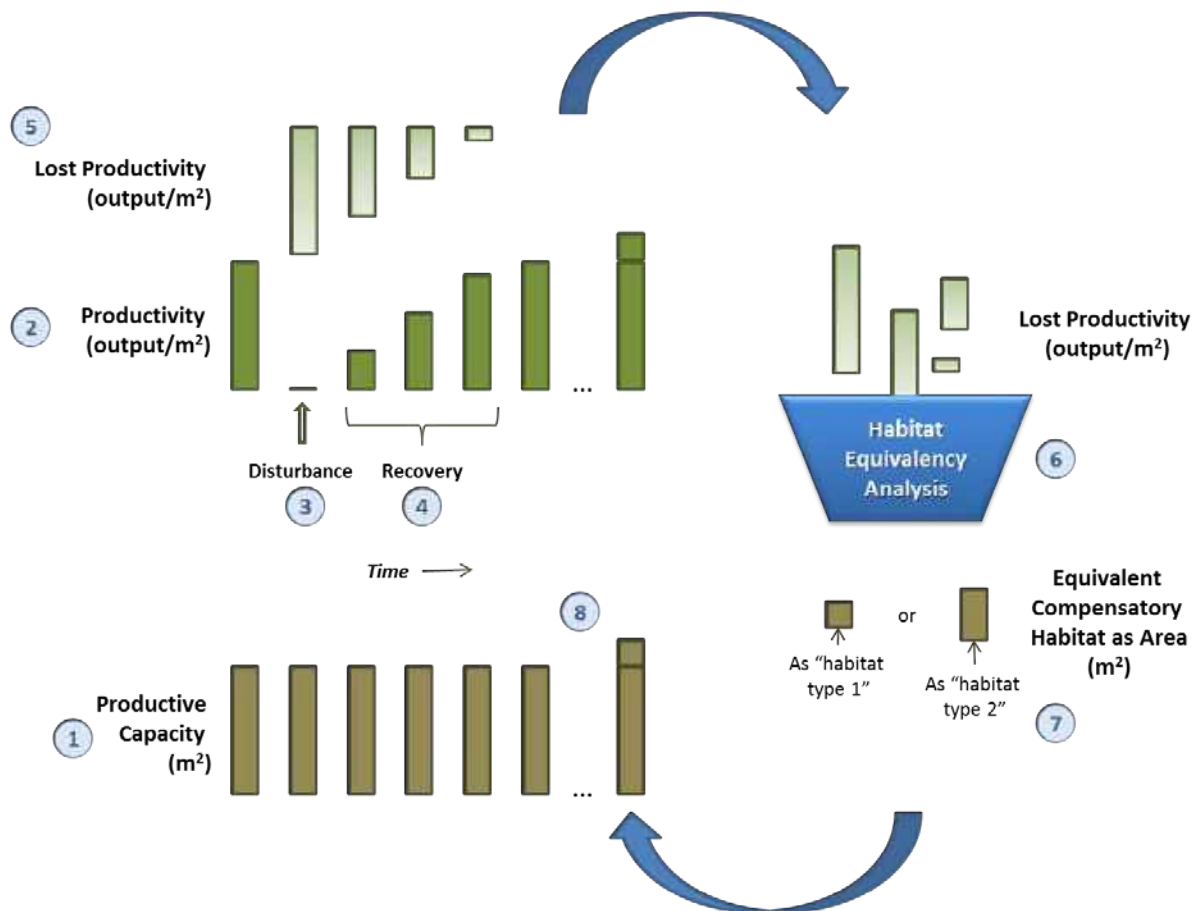 5
Lost Productivity
(output/m²)
2
Productivity
(output/m²)
...
Disturbance
3
Recovery
4
Time
Lost Productivity
(output/m²)
Habitat
Equivalency
Analysis
6
8
1
Productive
Capacity
(m²)
...
or
As “habitat
type 1”
As “habitat
type 2”
Equivalent
Compensatory
Habitat as Area
(m²)
7